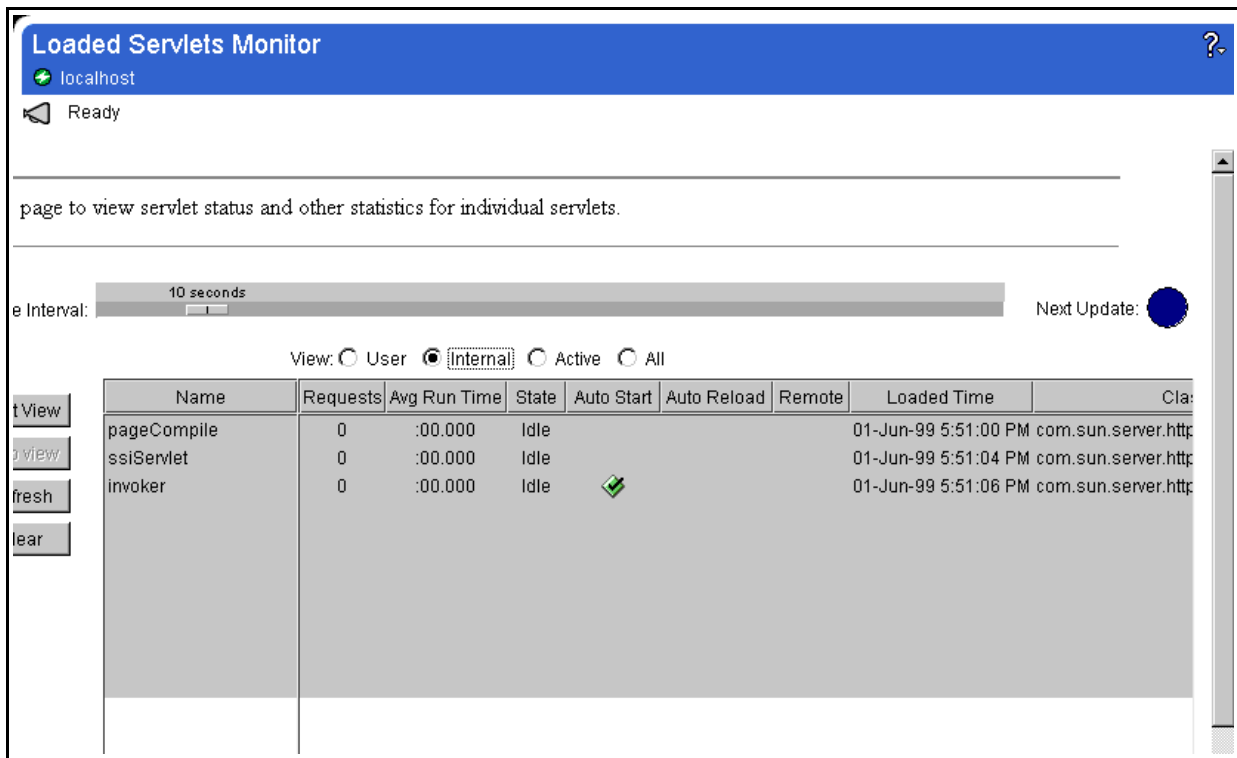 Loaded Servlets Monitor
localhost
Ready
page to view servlet status and other statistics for individual servlets.
10 seconds
e Interval: Next Update:
View: User Internal Active All
t View
view
fresh
lear
Name Requests Avg Run Time State Auto Start Auto Reload Remote Loaded Time Clas
pageCompile 0 :00.000 Idle 01-Jun-99 5:51:00 PM com.sun.server.http
ssiServlet 0 :00.000 Idle 01-Jun-99 5:51:04 PM com.sun.server.http
invoker 0 :00.000 Idle 01-Jun-99 5:51:06 PM com.sun.server.http